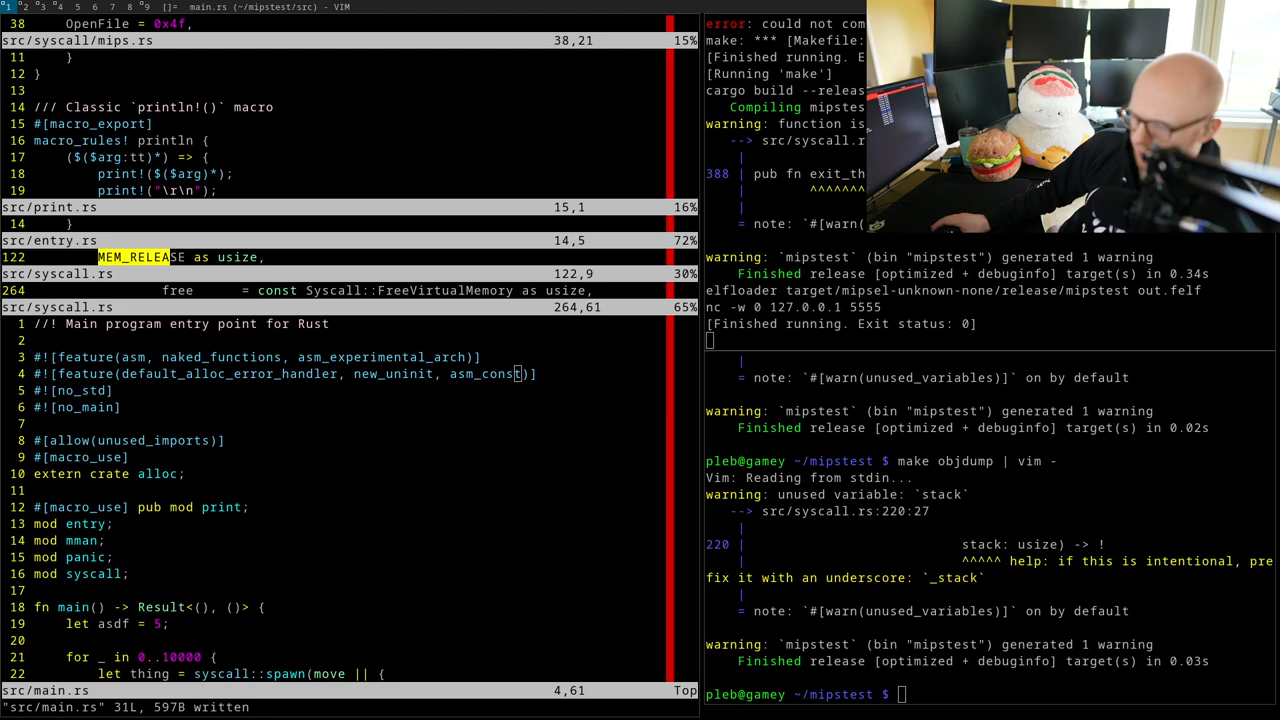 1 2 3 4 5 6 7 8 9 []= main.rs (~/mipstest/src) - VIM
38 OpenFile = 0x4f,
src/syscall/mips.rs 38,21 15%
11 }
12 }
13
14 /// Classic `println!()` macro
15 #[macro_export]
16 macro_rules! println {
17 ($($arg:tt)*) => {
18 print!($($arg)*);
19 print!("\r\n");
src/print.rs 15,1 16%
14 }
src/entry.rs 14,5 72%
122 MEM_RELEASE as usize,
src/syscall.rs 122,9 30%
264 free = const Syscall::FreeVirtualMemory as usize,
src/syscall.rs 264,61 65%
1 //! Main program entry point for Rust
2
3 #![feature(asm, naked_functions, asm_experimental_arch)]
4 #![feature(default_alloc_error_handler, new_uninit, asm_const)]
5 #![no_std]
6 #![no_main]
7
8 #[allow(unused_imports)]
9 #[macro_use]
10 extern crate alloc;
11
12 #[macro_use] pub mod print;
13 mod entry;
14 mod mman;
15 mod panic;
16 mod syscall;
17
18 fn main() -> Result<(), ()> {
19 let asdf = 5;
20
21 for _ in 0..10000 {
22 let thing = syscall::spawn(move || {
src/main.rs 4,61 Top
"src/main.rs" 31L, 597B written
error: could not com
make: *** [Makefile:
[Finished running. E
[Running 'make']
cargo build --releas
Compiling mipstes
warning: function is
--> src/syscall.r
|
388 | pub fn exit_th
| ^^^^^^^
|
= note: `#[warn(
warning: `mipstest` (bin "mipstest") generated 1 warning
Finished release [optimized + debuginfo] target(s) in 0.34s
elfloader target/mipsel-unknown-none/release/mipstest out.felf
nc -w 0 127.0.0.1 5555
[Finished running. Exit status: 0]
|
= note: `#[warn(unused_variables)]` on by default
warning: `mipstest` (bin "mipstest") generated 1 warning
Finished release [optimized + debuginfo] target(s) in 0.02s
pleb@gamey ~/mipstest $ make objdump | vim -
Vim: Reading from stdin...
warning: unused variable: `stack`
--> src/syscall.rs:220:27
|
220 | stack: usize) -> !
| ^^^^^ help: if this is intentional, pre
fix it with an underscore: `_stack`
|
= note: `#[warn(unused_variables)]` on by default
warning: `mipstest` (bin "mipstest") generated 1 warning
Finished release [optimized + debuginfo] target(s) in 0.03s
pleb@gamey ~/mipstest $